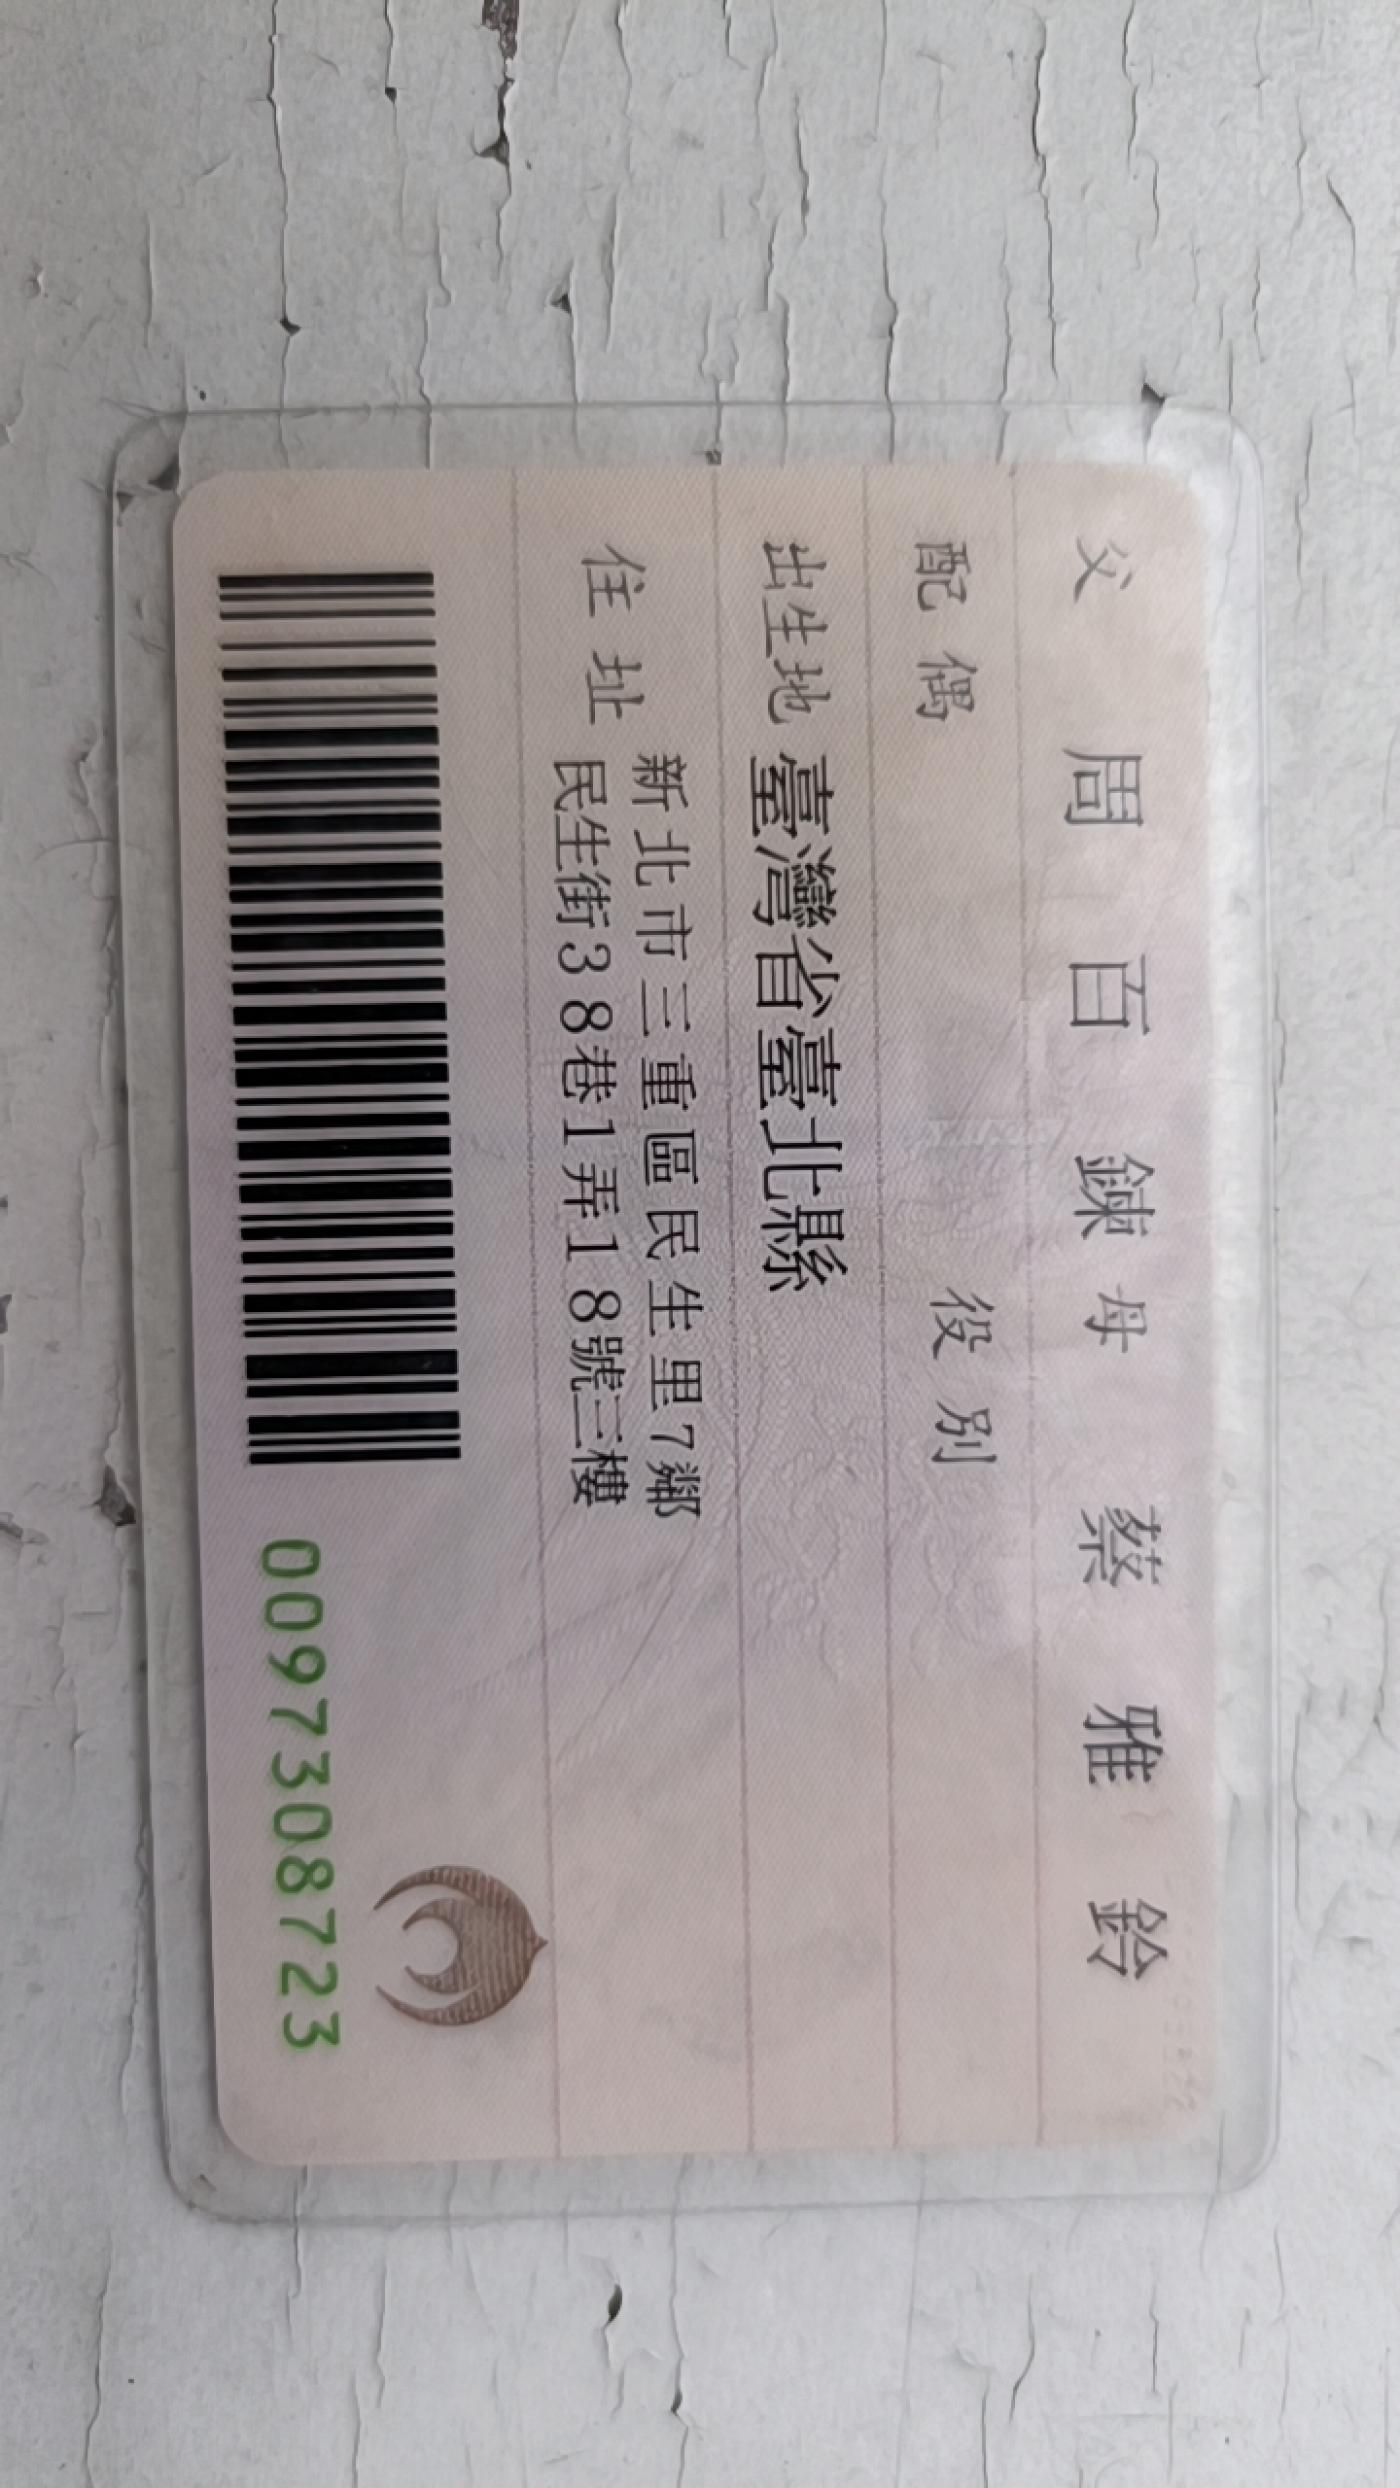 父 周百鍊 母 蔡雅鈴
配偶 役別
出生地 臺灣省臺北縣
住址 新北市三重區民生里7鄰
民生街38巷1弄18號三樓
0097308723